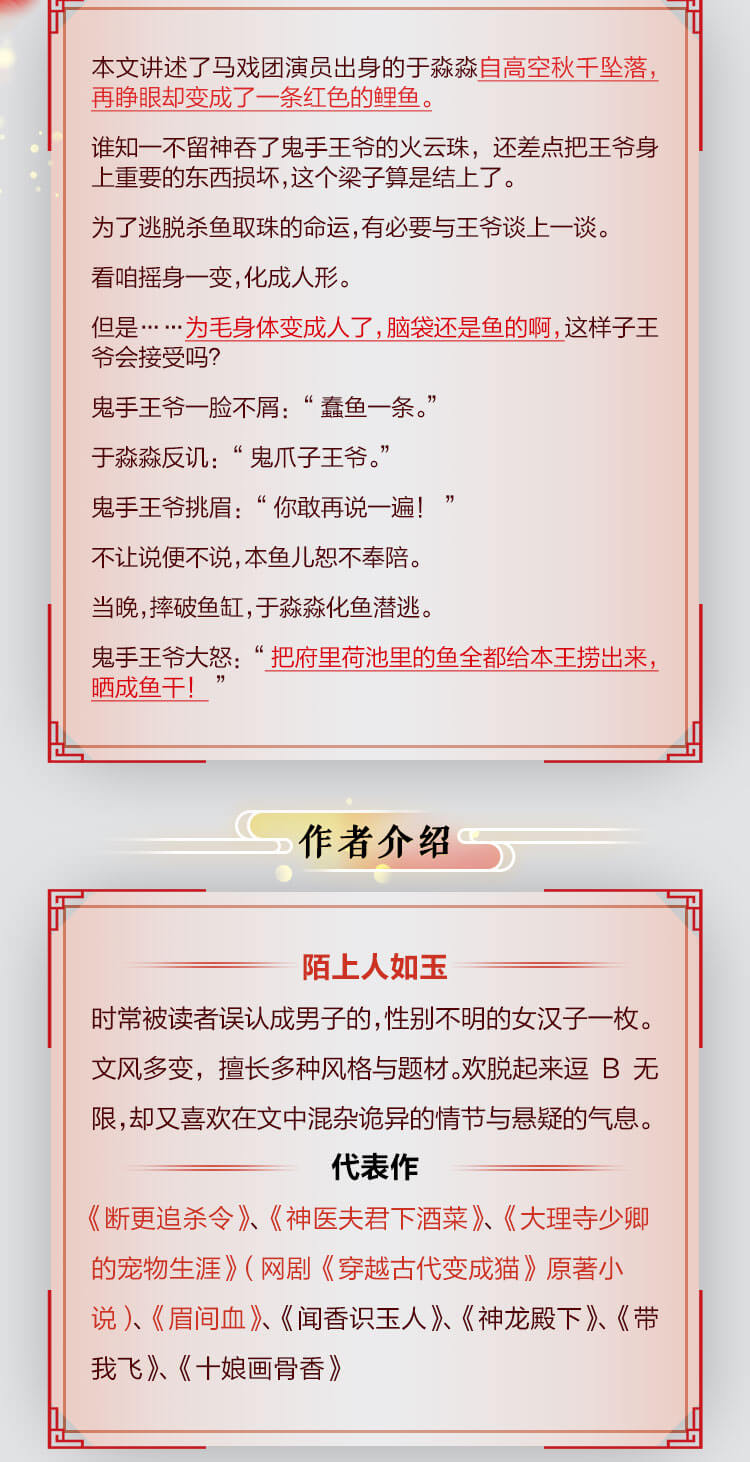 本文讲述了马戏团演员出身的于淼淼自高空秋千坠落，
再睁眼却变成了一条红色的鲤鱼。
谁知一不留神吞了鬼手王爷的火云珠，还差点把王爷身
上重要的东西损坏，这个梁子算是结上了。
为了逃脱杀鱼取珠的命运，有必要与王爷谈上一谈。
看咱摇身一变，化成人形。
但是……为毛身体变成人了，脑袋还是鱼的啊，这样子王
爷会接受吗？
鬼手王爷一脸不屑：“蠢鱼一条。”
于淼淼反讥：“鬼爪子王爷。”
鬼手王爷挑眉：“你敢再说一遍！”
不让说便不说，本鱼儿恕不奉陪。
当晚，摔破鱼缸，于淼淼化鱼潜逃。
鬼手王爷大怒：“把府里荷池里的鱼全都给本王捞出来，
晒成鱼干！”
作者介绍
陌上人如玉
时常被读者误认成男子的，性别不明的女汉子一枚。
文风多变，擅长多种风格与题材。欢脱起来逗 B 无
限，却又喜欢在文中混杂诡异的情节与悬疑的气息。
代表作
《断更追杀令》、《神医夫君下酒菜》、《大理寺少卿
的宠物生涯》（网剧《穿越古代变成猫》原著小
说）、《眉间血》、《闻香识玉人》、《神龙殿下》、《带
我飞》、《十娘画骨香》